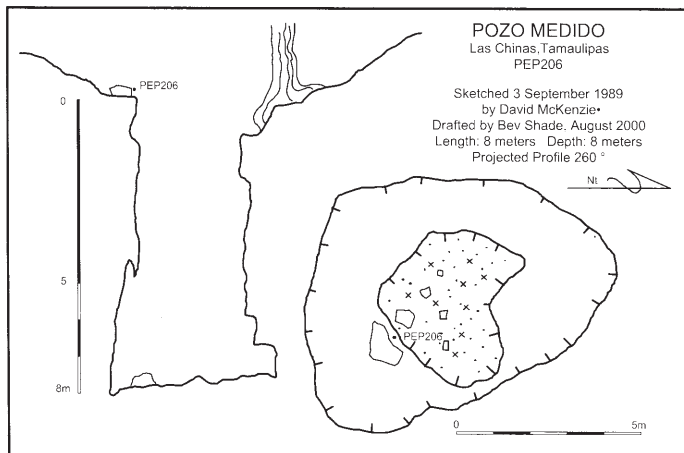 POZO MEDIDO
Las Chinas,Tamaulipas
PEP206
Sketched 3 September 1989
by David McKenzie•
Drafted by Bev Shade. August 2000
Length: 8 meters Depth: 8 meters
Projected Profile 260 °
Nt
PEP206
0
5
8m
PEP206
0
5m